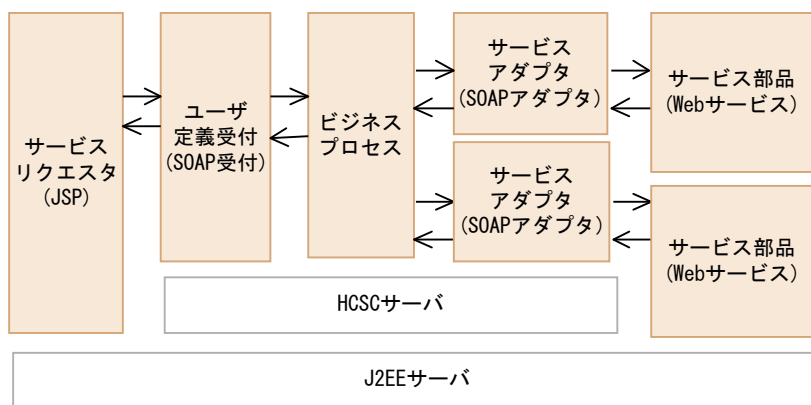 サービス
リクエスタ
(JSP)
ユーザ
定義受付
(SOAP受付)
ビジネス
プロセス
サービス
アダプタ
(SOAPアダプタ)
サービス部品
(Webサービス)
サービス
アダプタ
(SOAPアダプタ)
サービス部品
(Webサービス)
HCSCサーバ
J2EEサーバ